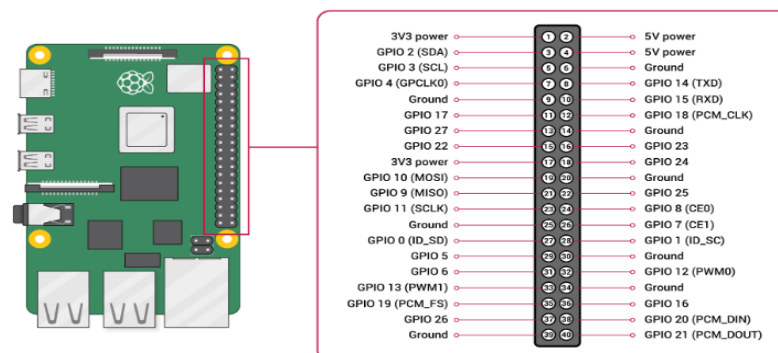 3V3 power 1 2 5V power
GPIO 2 (SDA) 3 4 5V power
GPIO 3 (SCL) 5 6 Ground
GPIO 4 (GPCLK0) 7 8 GPIO 14 (TXD)
Ground 9 10 GPIO 15 (RXD)
GPIO 17 11 12 GPIO 18 (PCM_CLK)
GPIO 27 13 14 Ground
GPIO 22 15 16 GPIO 23
3V3 power 17 18 GPIO 24
GPIO 10 (MOSI) 19 20 Ground
GPIO 9 (MISO) 21 22 GPIO 25
GPIO 11 (SCLK) 23 24 GPIO 8 (CE0)
Ground 25 26 GPIO 7 (CE1)
GPIO 0 (ID_SD) 27 28 GPIO 1 (ID_SC)
GPIO 5 29 30 Ground
GPIO 6 31 32 GPIO 12 (PWM0)
GPIO 13 (PWM1) 33 34 Ground
GPIO 19 (PCM_FS) 35 36 GPIO 16
GPIO 26 37 38 GPIO 20 (PCM_DIN)
Ground 39 40 GPIO 21 (PCM_DOUT)